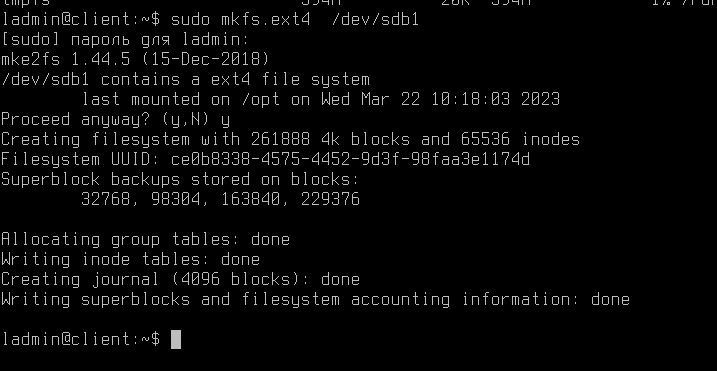 ladmin@client:~$ sudo mkfs.ext4  /dev/sdb1
[sudo] пароль для ladmin:
mke2fs 1.44.5 (15-Dec-2018)
/dev/sdb1 contains a ext4 file system
        last mounted on /opt on Wed Mar 22 10:18:03 2023
Proceed anyway? (y,N) y
Creating filesystem with 261888 4k blocks and 65536 inodes
Filesystem UUID: ce0b8338-4575-4452-9d3f-98faa3e1174d
Superblock backups stored on blocks:
        32768, 98304, 163840, 229376

Allocating group tables: done
Writing inode tables: done
Creating journal (4096 blocks): done
Writing superblocks and filesystem accounting information: done

ladmin@client:~$